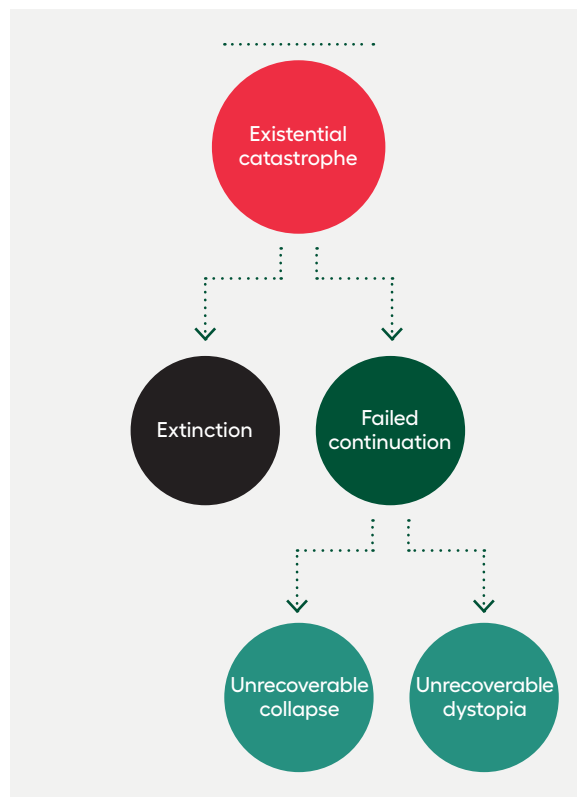 Existential
catastrophe
Extinction
Failed
continuation
Unrecoverable
collapse
Unrecoverable
dystopia